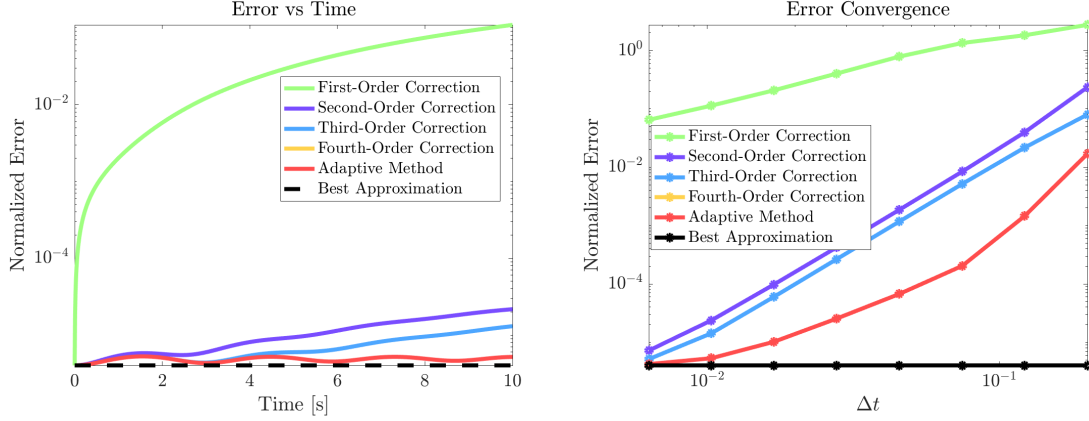 Error vs Time
Normalized Error
10^-2
10^-4
First-Order Correction
Second-Order Correction
Third-Order Correction
Fourth-Order Correction
Adaptive Method
Best Approximation
0 2 4 6 8 10
Time [s]
Error Convergence
Normalized Error
10^0
10^-2
10^-4
First-Order Correction
Second-Order Correction
Third-Order Correction
Fourth-Order Correction
Adaptive Method
Best Approximation
10^-2 10^-1
Δt